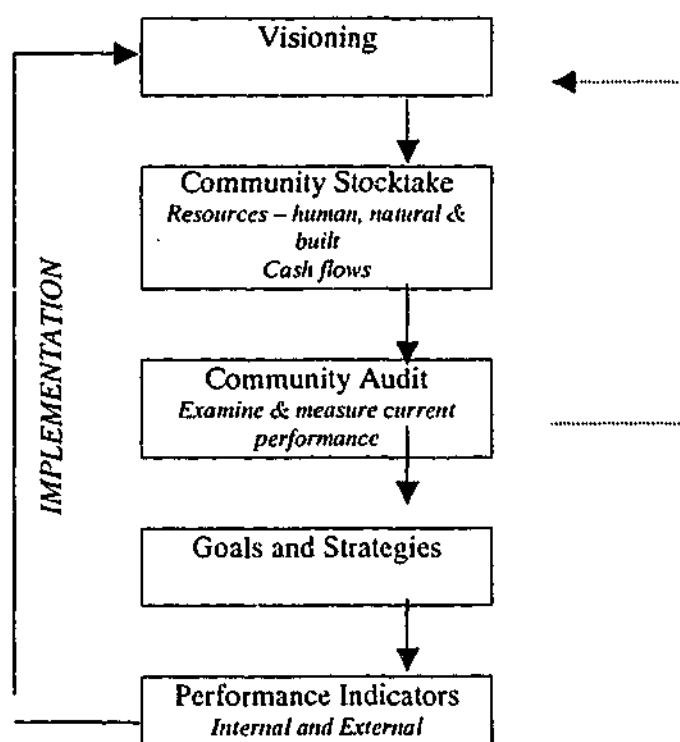 Visioning
Community Stocktake
Resources – human, natural &
built
Cash flows
IMPLEMENTATION
Community Audit
Examine & measure current
performance
Goals and Strategies
Performance Indicators
Internal and External